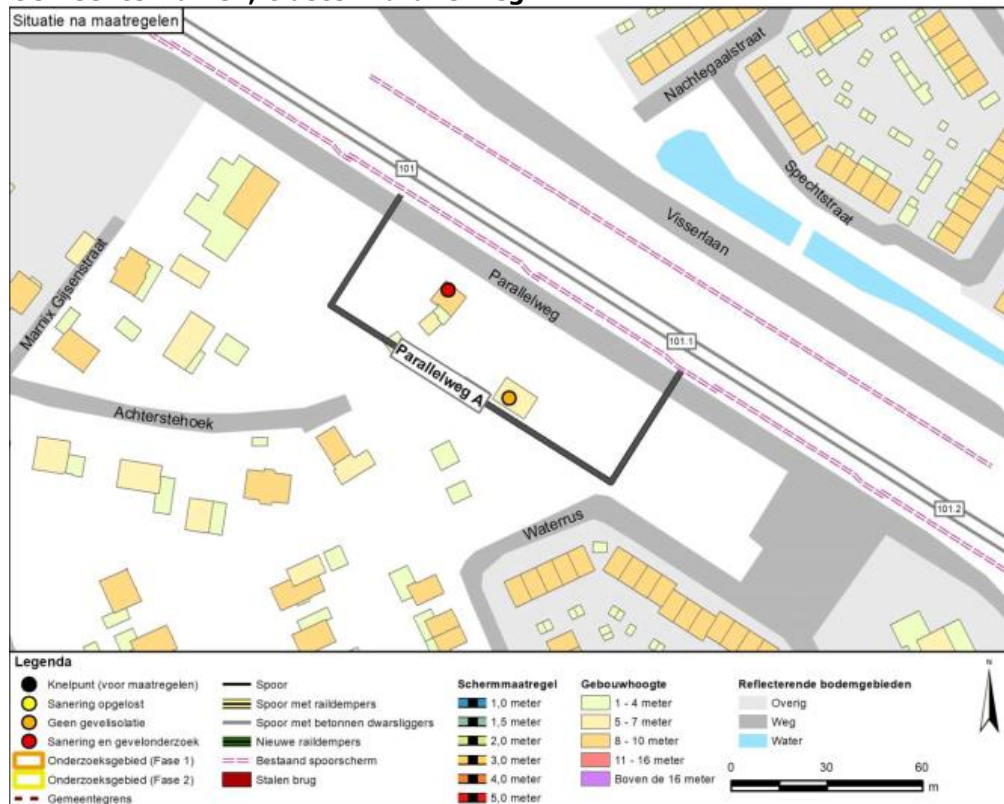 Situatie na maatregelen
Nachtegaalstraat
Spechtstraat
Visserlaan
101
Parallelweg
Marnix Gijsenstraat
101.1
Parallelweg A
Achterstehoek
101.2
Waterrus
Legenda
Knelpunt (voor maatregelen)
Sanering opgelost
Geen gevelisolatie
Sanering en gevelonderzoek
Onderzoeksgebied (Fase 1)
Onderzoeksgebied (Fase 2)
Gemeentegrens
Spoor
Spoor met raildempers
Spoor met betonnen dwarsliggers
Nieuwe raildempers
Bestaand spoorscherm
Stalen brug
Schermmaatregel
1,0 meter
1,5 meter
2,0 meter
3,0 meter
4,0 meter
5,0 meter
Gebouwhoogte
1 - 4 meter
5 - 7 meter
8 - 10 meter
11 - 16 meter
Boven de 16 meter
Reflecterende bodemgebieden
Overig
Weg
Water
N
0 30 60
m